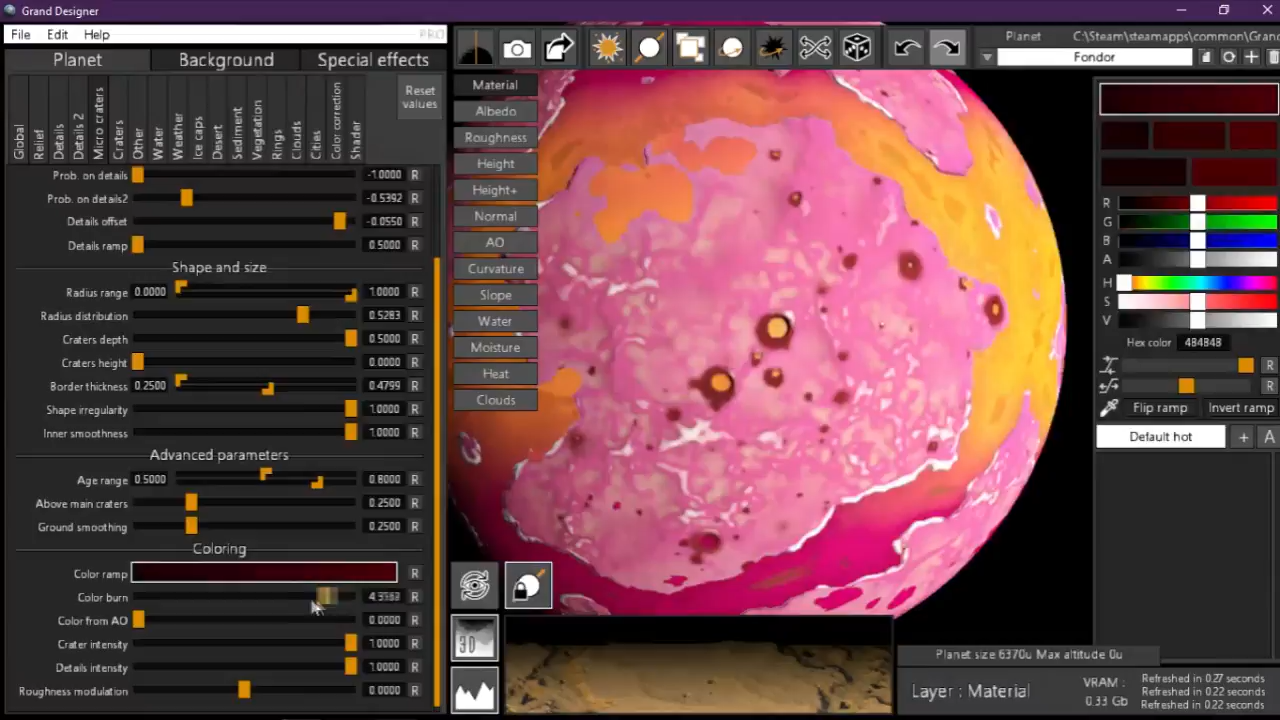 Grand Designer
File Edit Help
PRO
Planet Background Special effects
Global
Relief
Details
Details 2
Micro craters
Craters
Other
Water
Weather
Ice caps
Desert
Sediment
Vegetation
Rings
Clouds
Cities
Color correction
Shader
Reset
values
Prob. on details -1.0000 R
Prob. on details2 -0.5392 R
Details offset -0.0550 R
Details ramp 0.5000 R
Shape and size
Radius range 0.0000 1.0000 R
Radius distribution 0.5283 R
Craters depth 0.5000 R
Craters height 0.0000 R
Border thickness 0.2500 0.4799 R
Shape irregularity 1.0000 R
Inner smoothness 1.0000 R
Advanced parameters
Age range 0.5000 0.8000 R
Above main craters 0.2500 R
Ground smoothing 0.2500 R
Coloring
Color ramp R
Color burn R
Color from AO 0.0000 R
Crater intensity 1.0000 R
Details intensity 1.0000 R
Roughness modulation 0.0000 R
Material
Albedo
Roughness
Height
Height+
Normal
AO
Curvature
Slope
Water
Moisture
Heat
Clouds
3D
Planet C:\Steam\steamapps\common\Grand
Fondor
R
G
B
A
H
S
V
Hex color 484848
R
R
Flip ramp Invert ramp
Default hot + A
Planet size 6370u Max altitude 0u
Layer : Material
VRAM :
0.33 Gb
Refreshed in 0.27 seconds
Refreshed in 0.22 seconds
Refreshed in 0.22 seconds